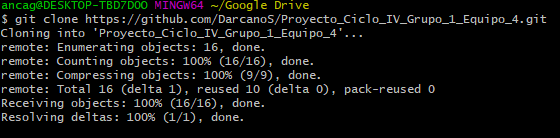 ancag@DESKTOP-TBD7DOO MINGW64 ~/Google Drive
$ git clone https://github.com/DarcanoS/Proyecto_Ciclo_IV_Grupo_1_Equipo_4.git
Cloning into 'Proyecto_Ciclo_IV_Grupo_1_Equipo_4'...
remote: Enumerating objects: 16, done.
remote: Counting objects: 100% (16/16), done.
remote: Compressing objects: 100% (9/9), done.
remote: Total 16 (delta 1), reused 10 (delta 0), pack-reused 0
Receiving objects: 100% (16/16), done.
Resolving deltas: 100% (1/1), done.